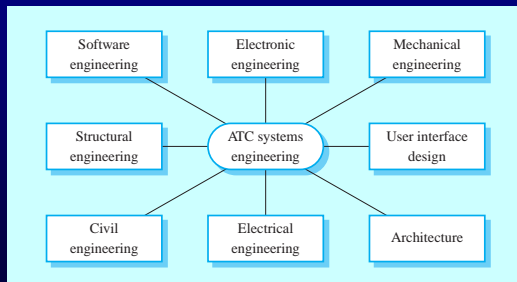 Software
engineering
Electronic
engineering
Mechanical
engineering
Structural
engineering
ATC systems
engineering
User interface
design
Civil
engineering
Electrical
engineering
Architecture